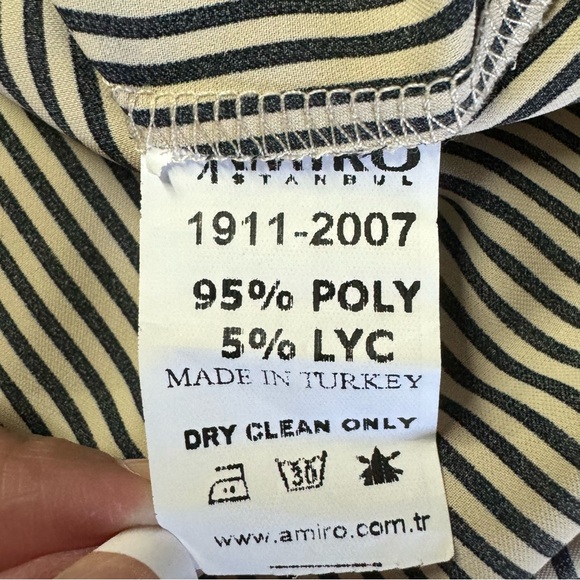 AMIRO
ISTANBUL
1911-2007
95% POLY
5% LYC
MADE IN TURKEY
DRY CLEAN ONLY
30
www.amiro.com.tr